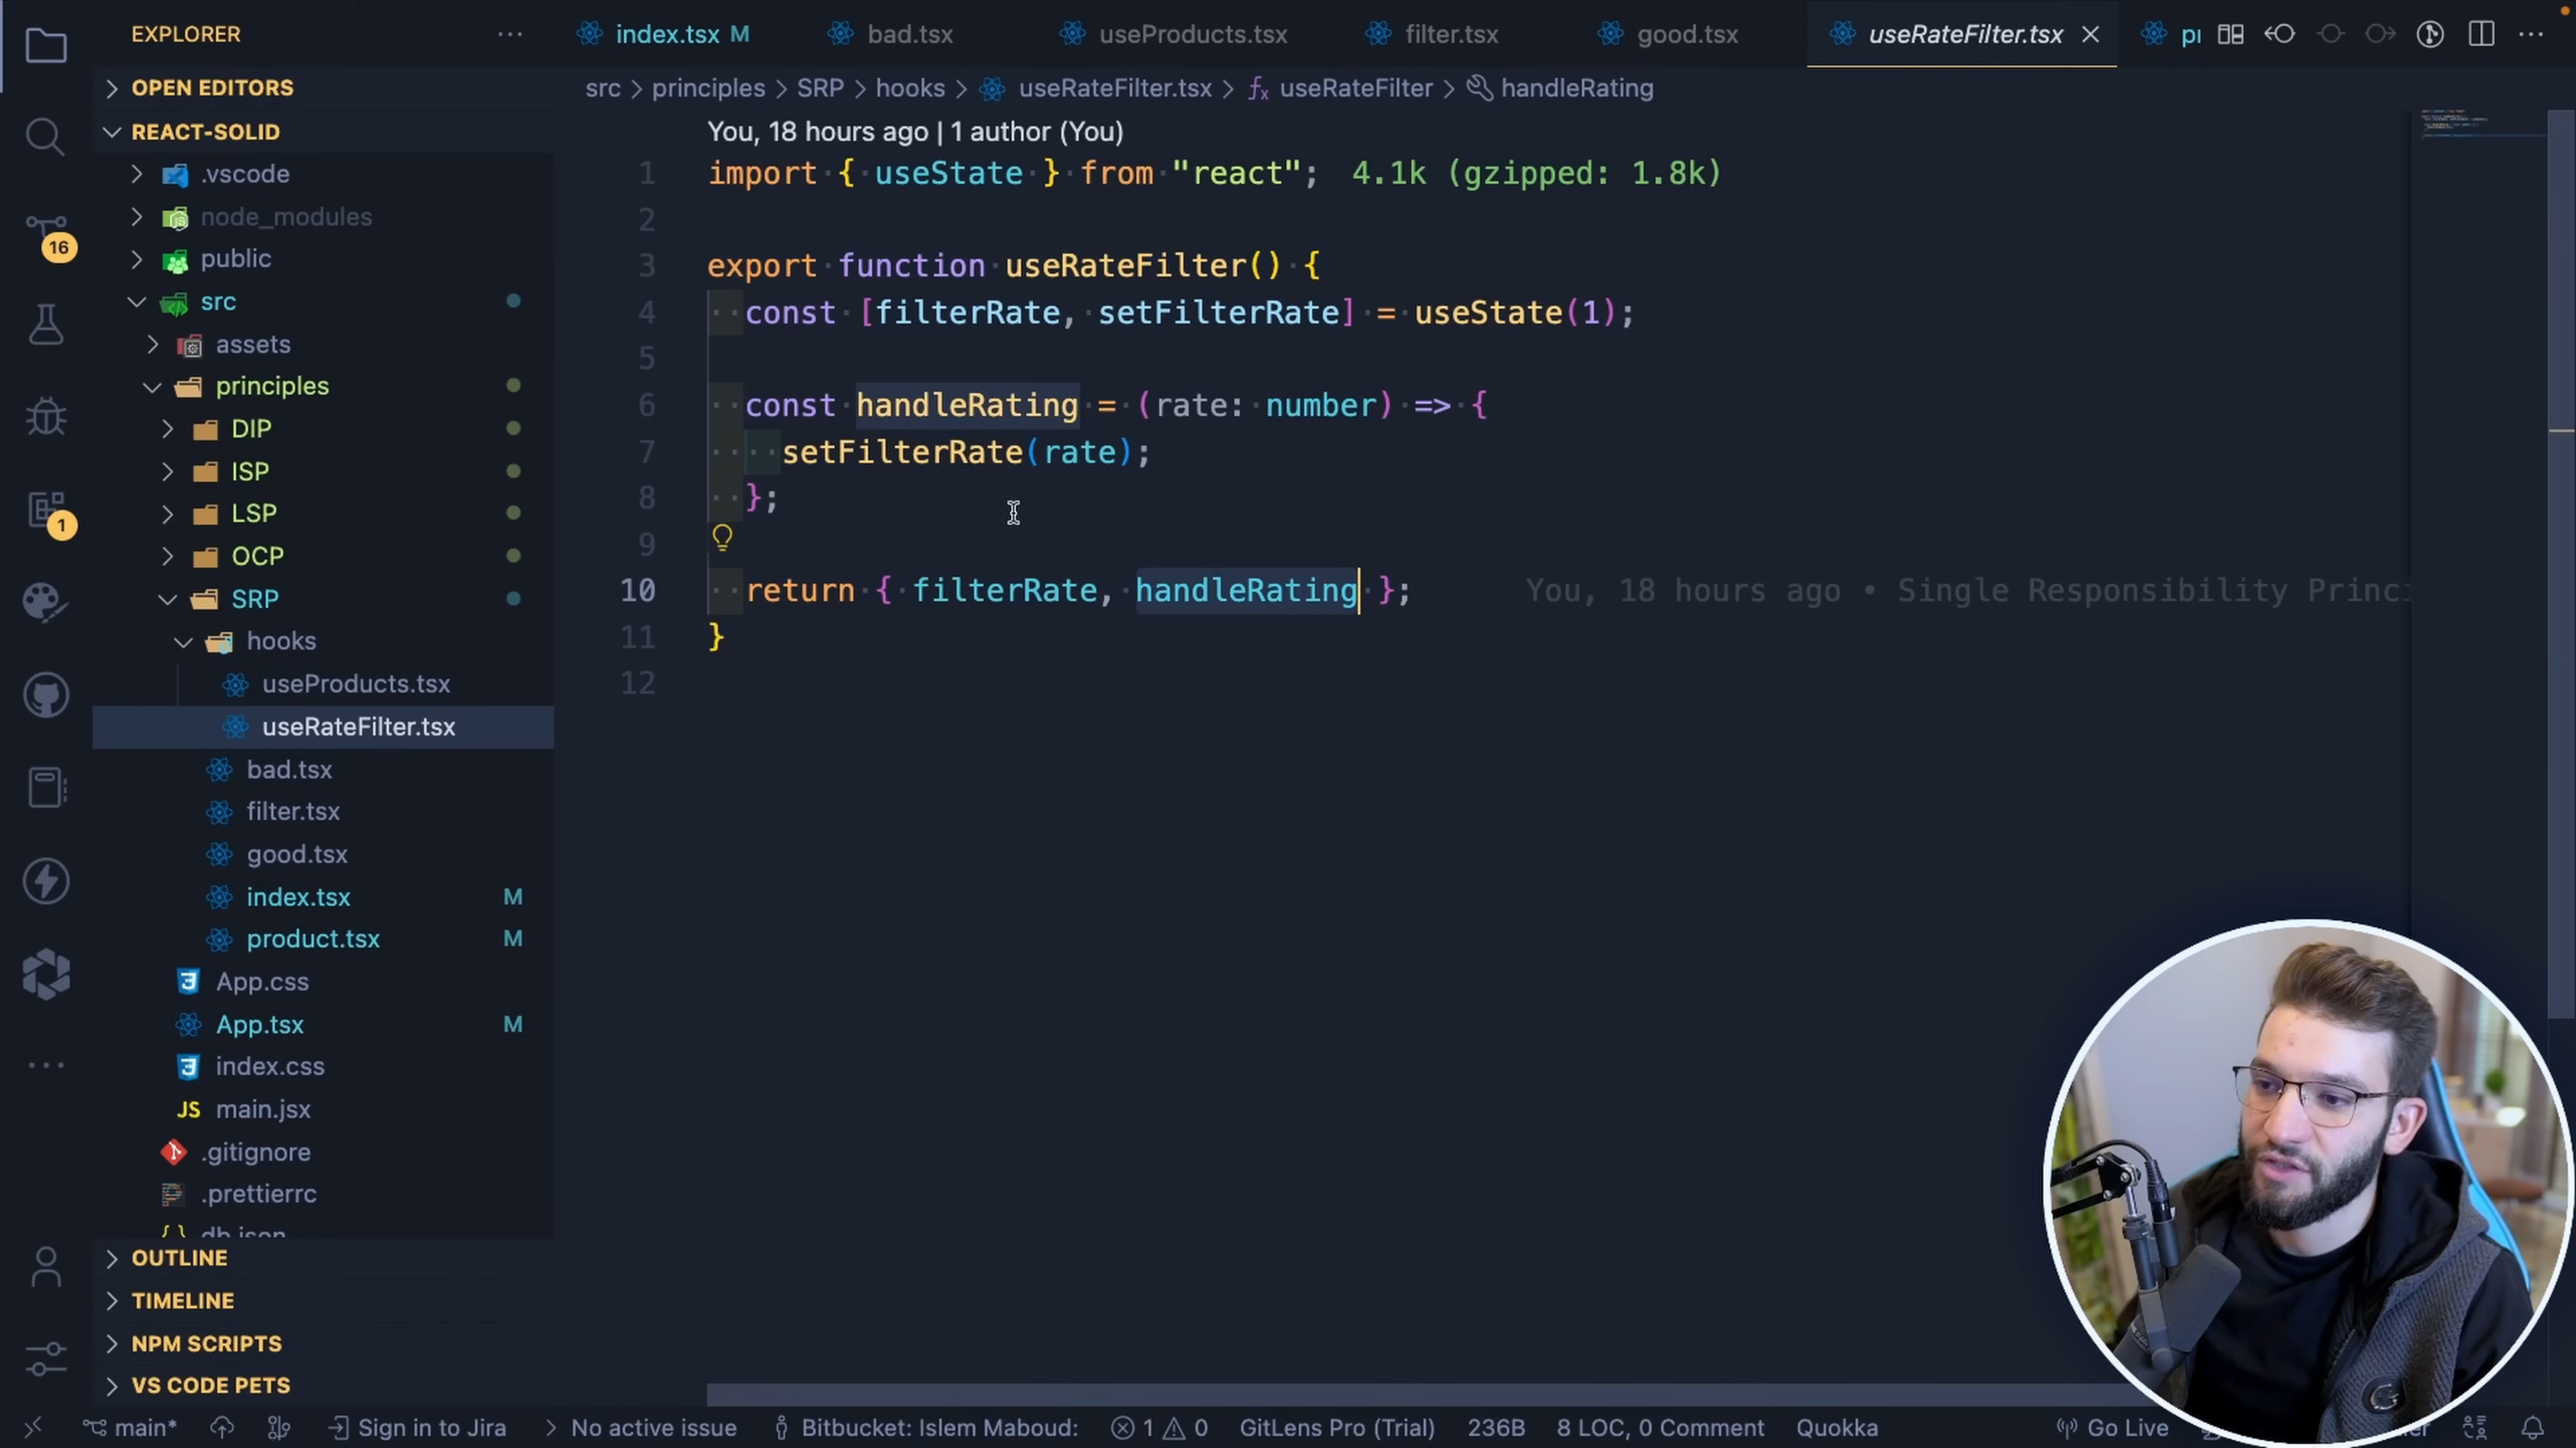 EXPLORER
index.tsx M
bad.tsx
useProducts.tsx
filter.tsx
good.tsx
useRateFilter.tsx
OPEN EDITORS
REACT-SOLID
.vscode
node_modules
public
src
assets
principles
DIP
ISP
LSP
OCP
SRP
hooks
useProducts.tsx
useRateFilter.tsx
bad.tsx
filter.tsx
good.tsx
index.tsx M
product.tsx M
App.css
App.tsx M
index.css
JS main.jsx
.gitignore
.prettierrc
db.json
OUTLINE
TIMELINE
NPM SCRIPTS
VS CODE PETS
16
1
src > principles > SRP > hooks > useRateFilter.tsx > useRateFilter > handleRating
You, 18 hours ago | 1 author (You)
1 import { useState } from "react"; 4.1k (gzipped: 1.8k)
2
3 export function useRateFilter() {
4 const [filterRate, setFilterRate] = useState(1);
5
6 const handleRating = (rate: number) => {
7 setFilterRate(rate);
8 };
9
10 return { filterRate, handleRating }; You, 18 hours ago • Single Responsibility Princi
11 }
12
main* Sign in to Jira No active issue Bitbucket: Islem Maboud: 1 0 GitLens Pro (Trial) 236B 8 LOC, 0 Comment Quokka Go Live